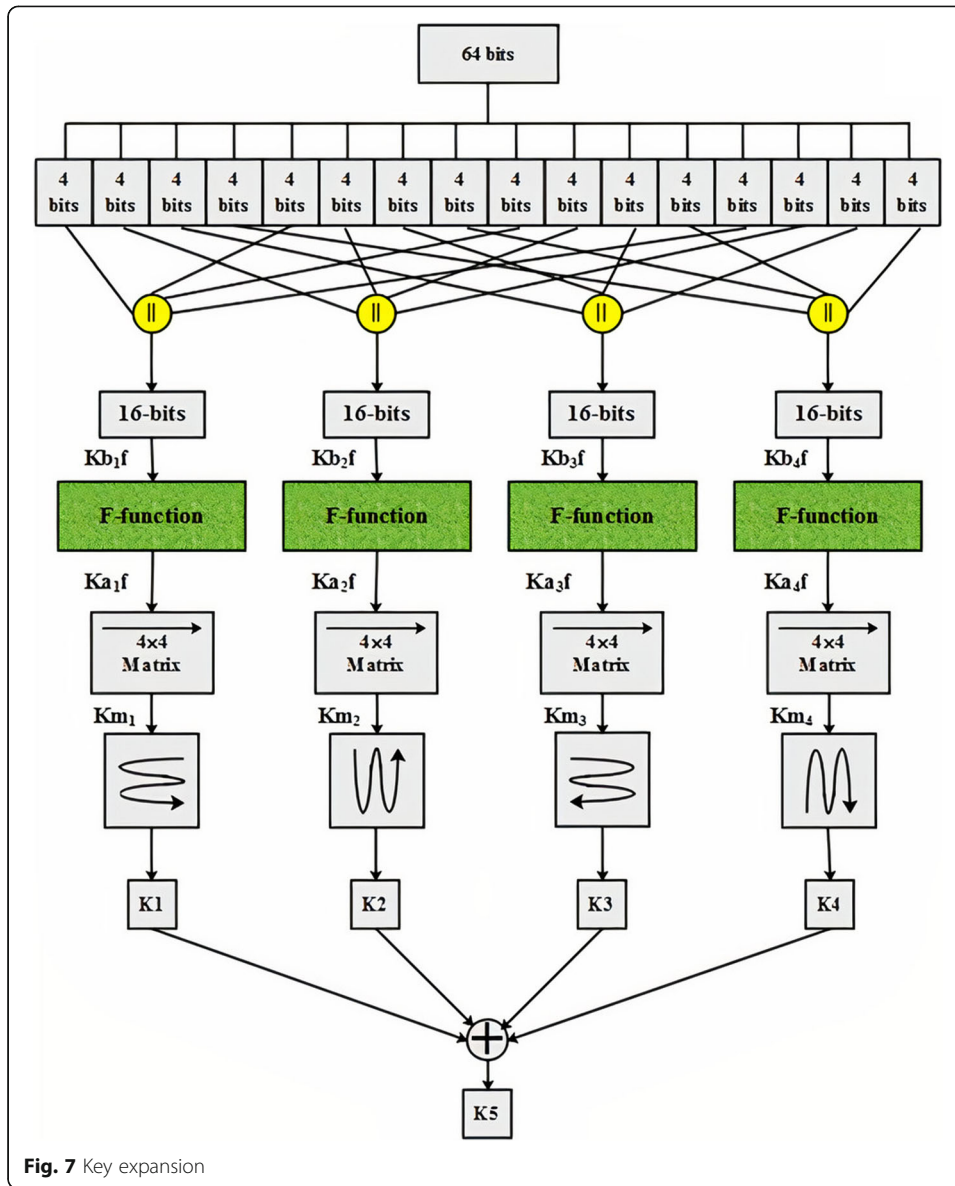 64 bits
4 4 4 4 4 4 4 4 4 4 4 4 4 4 4 4
bits bits bits bits bits bits bits bits bits bits bits bits bits bits bits bits
|| || || ||
16-bits 16-bits 16-bits 16-bits
Kb₁f Kb₂f Kb₃f Kb₄f
F-function F-function F-function F-function
Ka₁f Ka₂f Ka₃f Ka₄f
4×4 4×4 4×4 4×4
Matrix Matrix Matrix Matrix
Km₁ Km₂ Km₃ Km₄
K1 K2 K3 K4
+
K5
Fig. 7 Key expansion